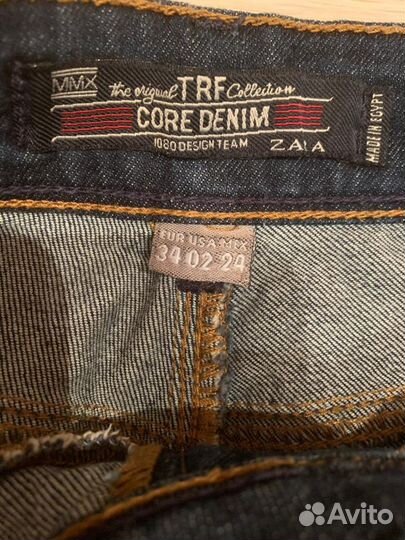 MMX
the original TRF Collection
CORE DENIM
1080 DESIGN TEAM ZARA
MADE IN EGYPT
EUR USA MEX
34 02 24
Avito